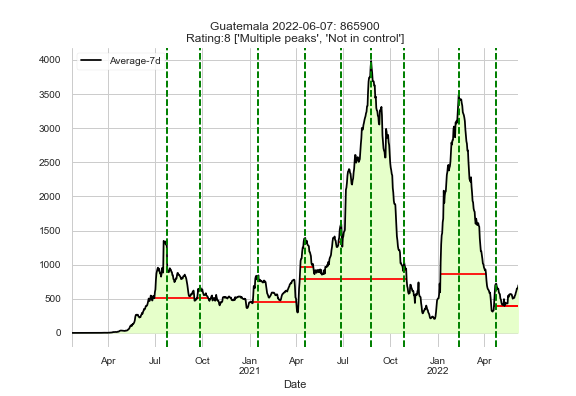 Guatemala 2022-06-07: 865900
Rating:8 ['Multiple peaks', 'Not in control']
Average-7d
4000
3500
3000
2500
2000
1500
1000
500
0
Apr Jul Oct Jan Apr Jul Oct Jan Apr
2021 2022
Date